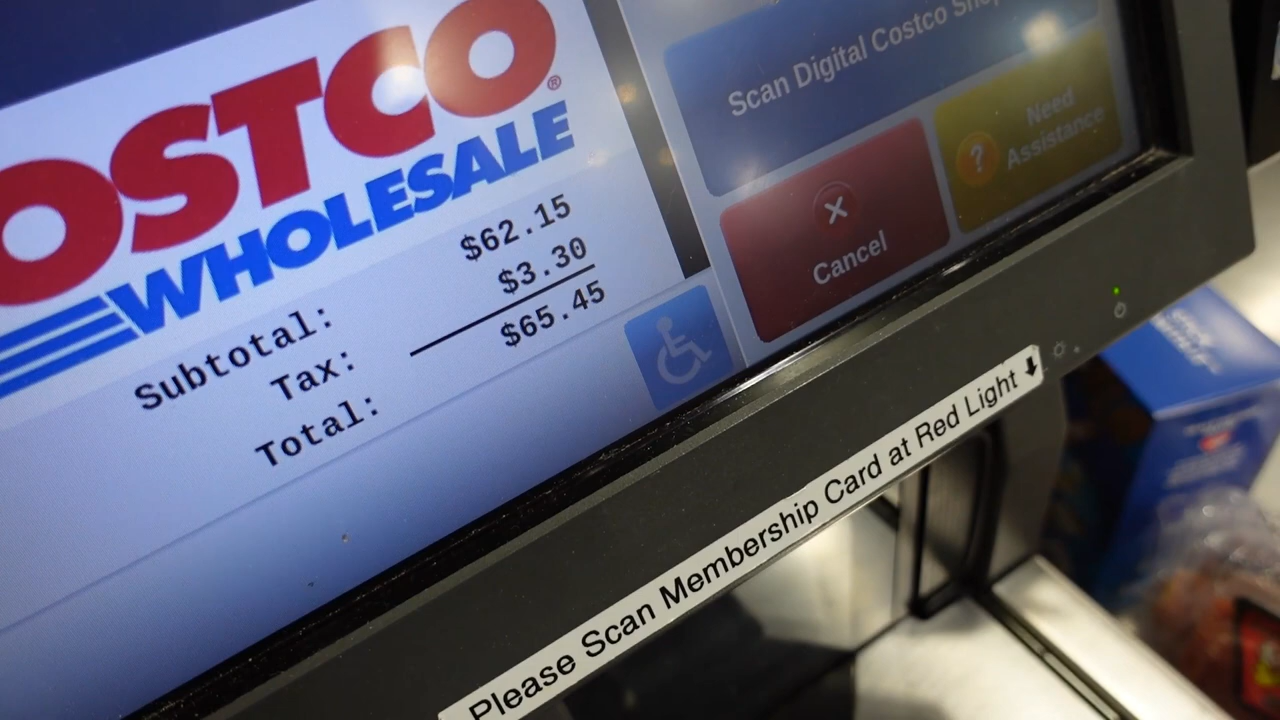 OSTCO
WHOLESALE
Subtotal: $62.15
Tax: $3.30
Total: $65.45
Scan Digital Costco Shop
Cancel
? Need
Assistance
Please Scan Membership Card at Red Light